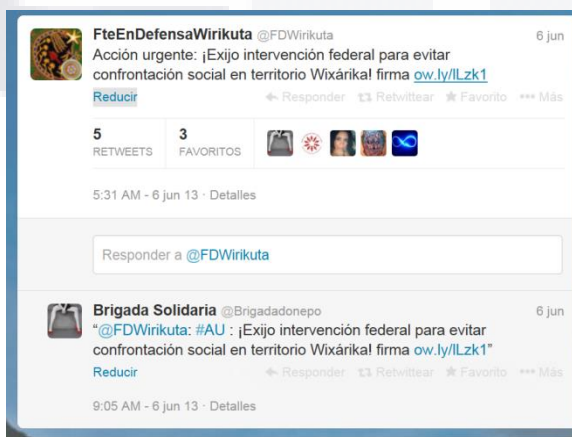 FteEnDefensaWirikuta @FDWirikuta 6 jun
Acción urgente: ¡Exijo intervención federal para evitar
confrontación social en territorio Wixárika! firma ow.ly/lLzk1
Reducir Responder Retwittear Favorito Más
5 3
RETWEETS FAVORITOS
5:31 AM - 6 jun 13 · Detalles
Responder a @FDWirikuta
Brigada Solidaria @Brigadadonepo 6 jun
“@FDWirikuta: #AU : ¡Exijo intervención federal para evitar
confrontación social en territorio Wixárika! firma ow.ly/lLzk1”
Reducir Responder Retwittear Favorito Más
9:05 AM - 6 jun 13 · Detalles